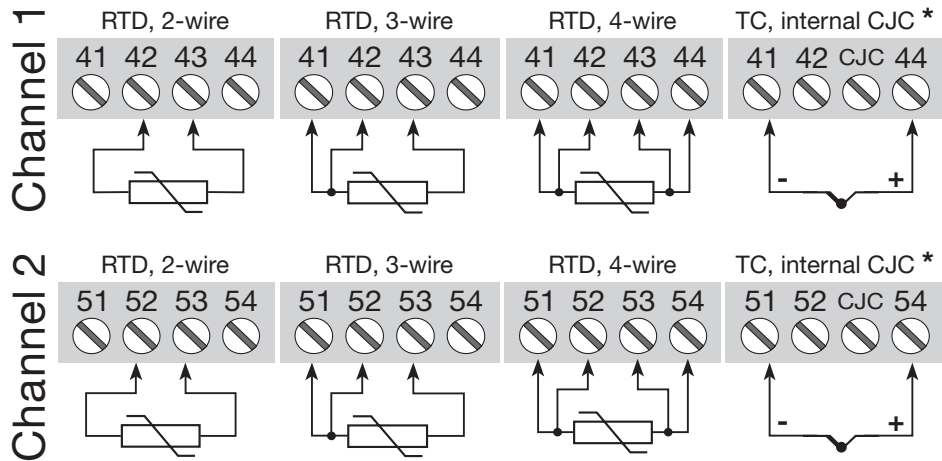 Channel 1
RTD, 2-wire RTD, 3-wire RTD, 4-wire TC, internal CJC *
41 42 43 44 41 42 43 44 41 42 43 44 41 42 CJC 44
- +
Channel 2
RTD, 2-wire RTD, 3-wire RTD, 4-wire TC, internal CJC *
51 52 53 54 51 52 53 54 51 52 53 54 51 52 CJC 54
- +